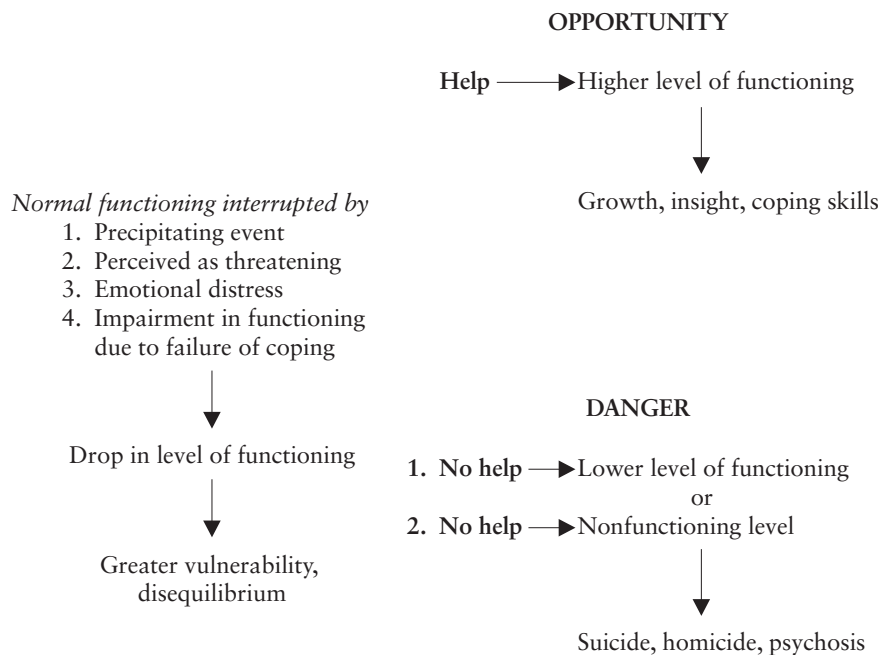 OPPORTUNITY
Help Higher level of functioning
Growth, insight, coping skills
Normal functioning interrupted by
1. Precipitating event
2. Perceived as threatening
3. Emotional distress
4. Impairment in functioning
due to failure of coping
Drop in level of functioning
Greater vulnerability,
disequilibrium
DANGER
1. No help Lower level of functioning
or
2. No help Nonfunctioning level
Suicide, homicide, psychosis